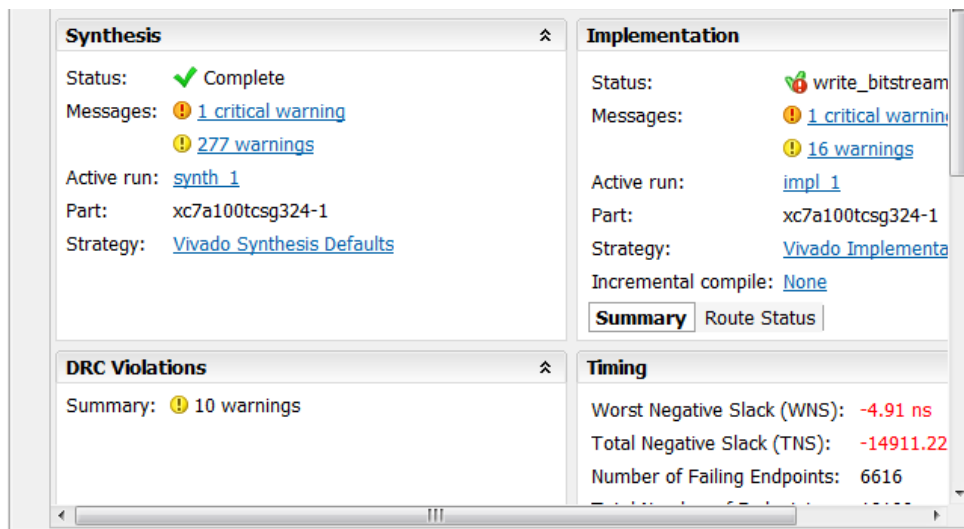 Synthesis
Status: Complete
Messages: 1 critical warning
277 warnings
Active run: synth_1
Part: xc7a100tcsg324-1
Strategy: Vivado Synthesis Defaults
Implementation
Status: write_bitstream
Messages: 1 critical warnin
16 warnings
Active run: impl_1
Part: xc7a100tcsg324-1
Strategy: Vivado Implementa
Incremental compile: None
Summary Route Status
DRC Violations
Summary: 10 warnings
Timing
Worst Negative Slack (WNS): -4.91 ns
Total Negative Slack (TNS): -14911.22
Number of Failing Endpoints: 6616